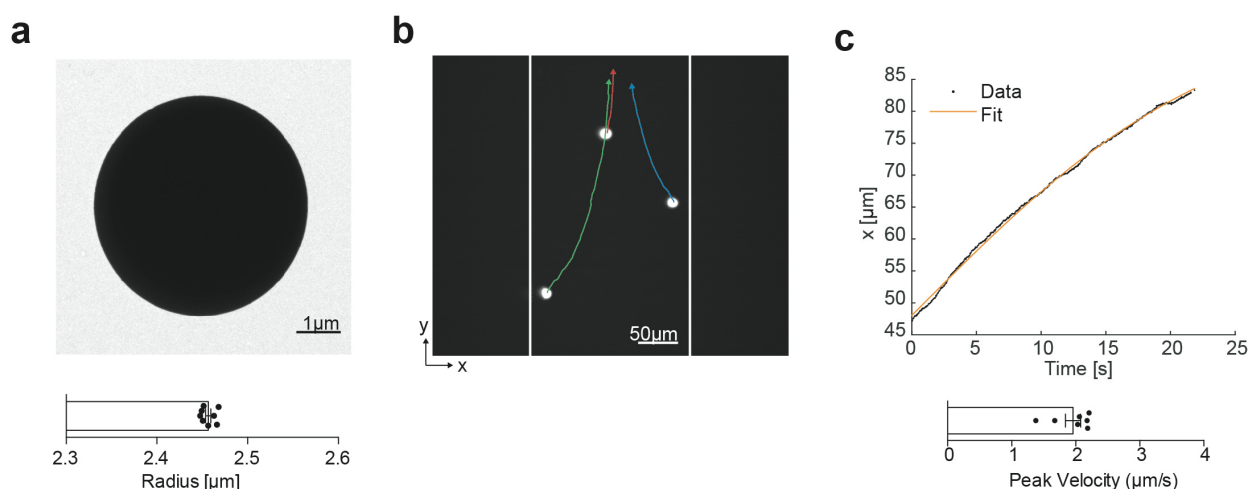 a
1µm
2.3 2.4 2.5 2.6
Radius [µm]
b
50µm
y
x
c
Data
Fit
85
80
75
70
65
60
55
50
45
x [µm]
0 5 10 15 20 25
Time [s]
0 1 2 3 4
Peak Velocity (µm/s)